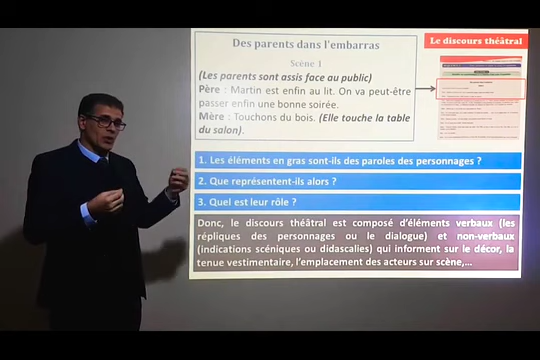 Des parents dans l'embarras
Le discours théâtral
Scène 1
(Les parents sont assis face au public)
Père : Martin est enfin au lit. On va peut-être
passer enfin une bonne soirée.
Mère : Touchons du bois. (Elle touche la table
du salon).
1. Les éléments en gras sont-ils des paroles des personnages ?
2. Que représentent-ils alors ?
3. Quel est leur rôle ?
Donc, le discours théâtral est composé d'éléments verbaux (les
répliques des personnages ou le dialogue) et non-verbaux
(indications scéniques ou didascalies) qui informent sur le décor, la
tenue vestimentaire, l'emplacement des acteurs sur scène,...